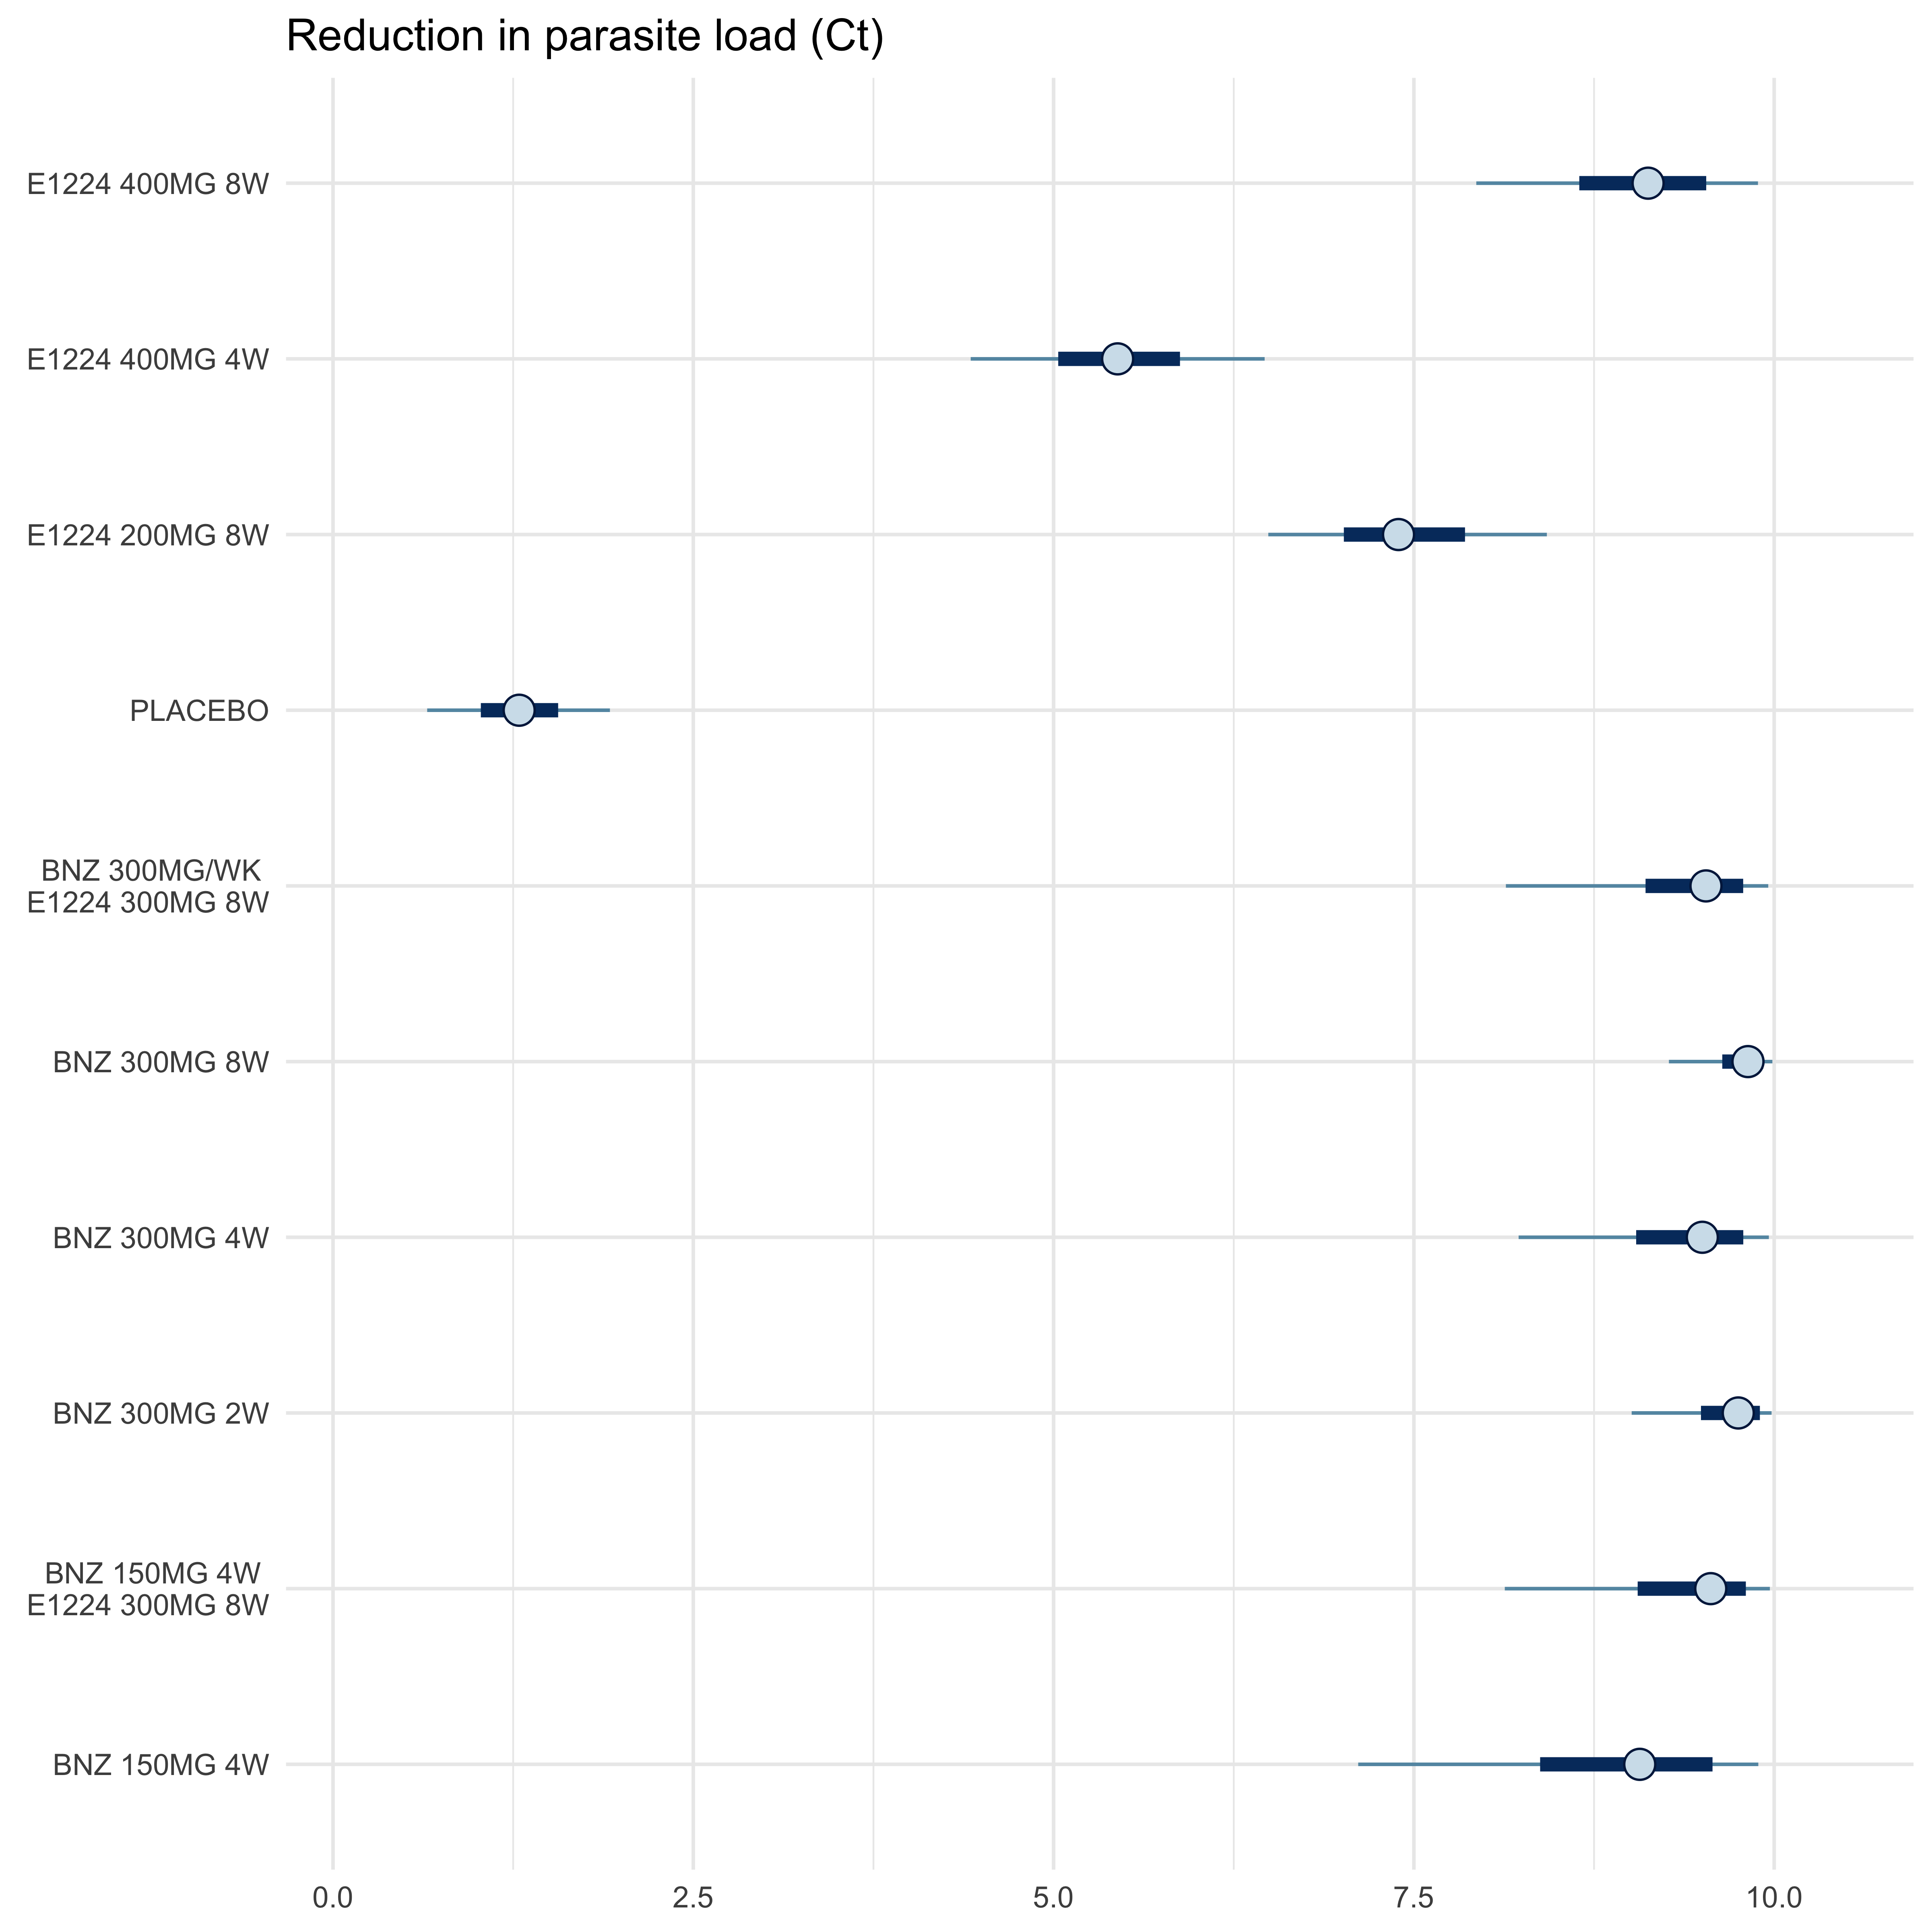 Reduction in parasite load (Ct)
E1224 400MG 8W
E1224 400MG 4W
E1224 200MG 8W
PLACEBO
BNZ 300MG/WK
E1224 300MG 8W
BNZ 300MG 8W
BNZ 300MG 4W
BNZ 300MG 2W
BNZ 150MG 4W
E1224 300MG 8W
BNZ 150MG 4W
0.0 2.5 5.0 7.5 10.0